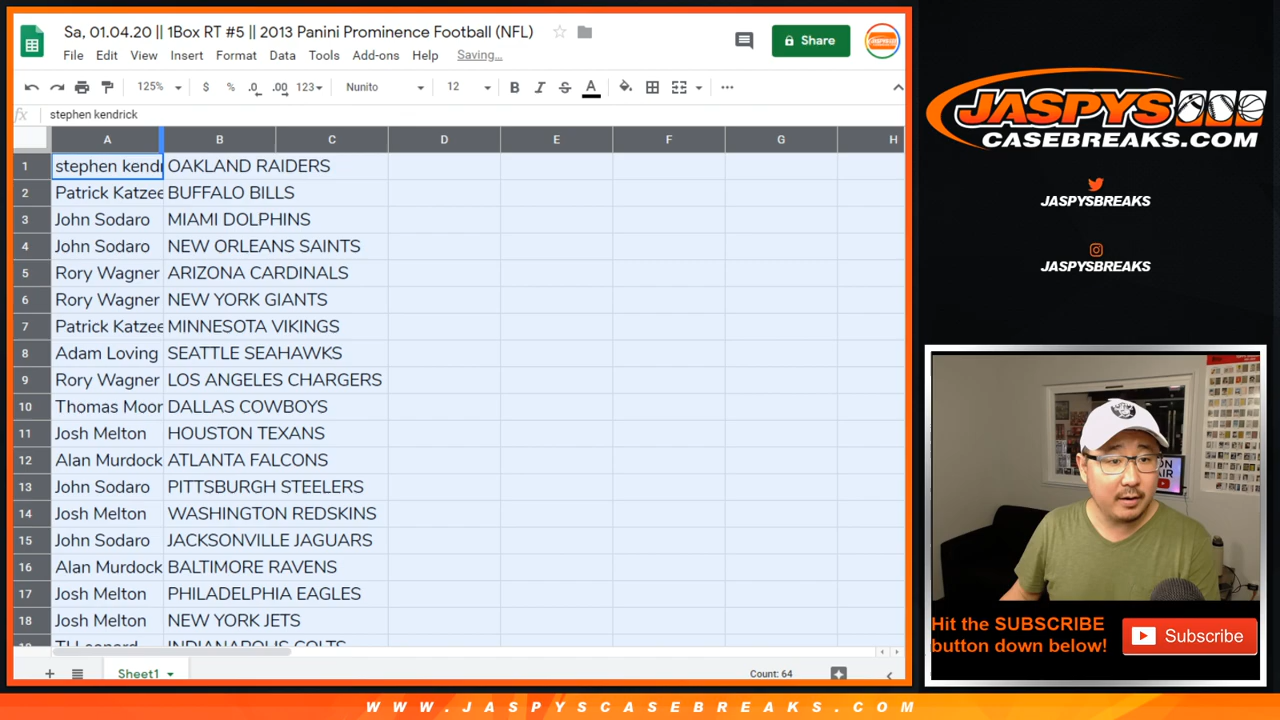 Sa, 01.04.20 || 1Box RT #5 || 2013 Panini Prominence Football (NFL)
File Edit View Insert Format Data Tools Add-ons Help Saving...
Share
125% $ % .0 .00 123 Nunito 12 B I S A
fx stephen kendrick
A B C D E F G H
1 stephen kendr OAKLAND RAIDERS
2 Patrick Katzee BUFFALO BILLS
3 John Sodaro MIAMI DOLPHINS
4 John Sodaro NEW ORLEANS SAINTS
5 Rory Wagner ARIZONA CARDINALS
6 Rory Wagner NEW YORK GIANTS
7 Patrick Katzee MINNESOTA VIKINGS
8 Adam Loving SEATTLE SEAHAWKS
9 Rory Wagner LOS ANGELES CHARGERS
10 Thomas Moor DALLAS COWBOYS
11 Josh Melton HOUSTON TEXANS
12 Alan Murdock ATLANTA FALCONS
13 John Sodaro PITTSBURGH STEELERS
14 Josh Melton WASHINGTON REDSKINS
15 John Sodaro JACKSONVILLE JAGUARS
16 Alan Murdock BALTIMORE RAVENS
17 Josh Melton PHILADELPHIA EAGLES
18 Josh Melton NEW YORK JETS
INDIANAPOLIS COLTS
Sheet1
Count: 64
JASPYS
CASEBREAKS.COM
JASPYSBREAKS
JASPYSBREAKS
ON
AIR
Hit the SUBSCRIBE
button down below!
Subscribe
WWW.JASPYSCASEBREAKS.COM